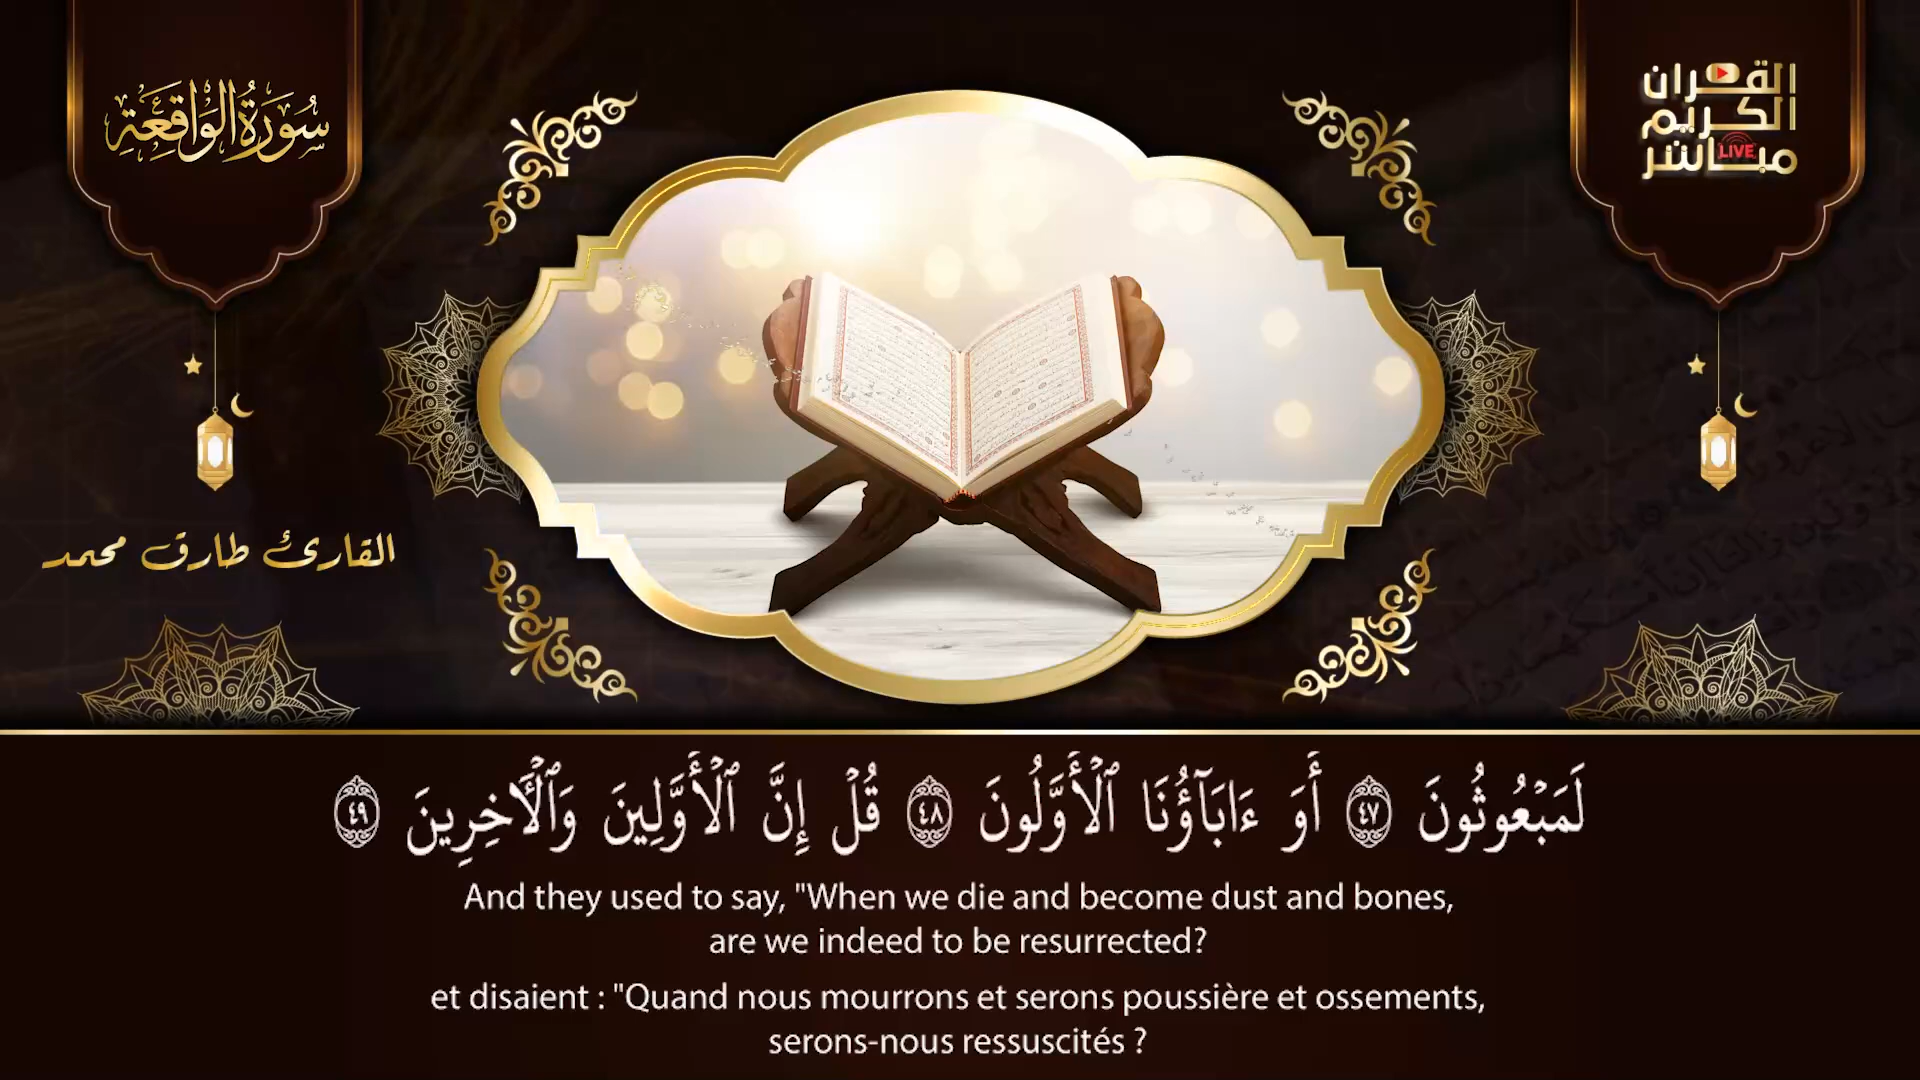 سُورَةُ الوَاقِعَةِ
القرآن
الكريم
مباشر
LIVE
القارئ طارق محمد
لَمَبۡعُوثُونَ ٤٧ أَوَ ءَابَآؤُنَا ٱلۡأَوَّلُونَ ٤٨ قُلۡ إِنَّ ٱلۡأَوَّلِينَ وَٱلۡأٓخِرِينَ ٤٩
And they used to say, "When we die and become dust and bones,
are we indeed to be resurrected?
et disaient : "Quand nous mourrons et serons poussière et ossements,
serons-nous ressuscités ?